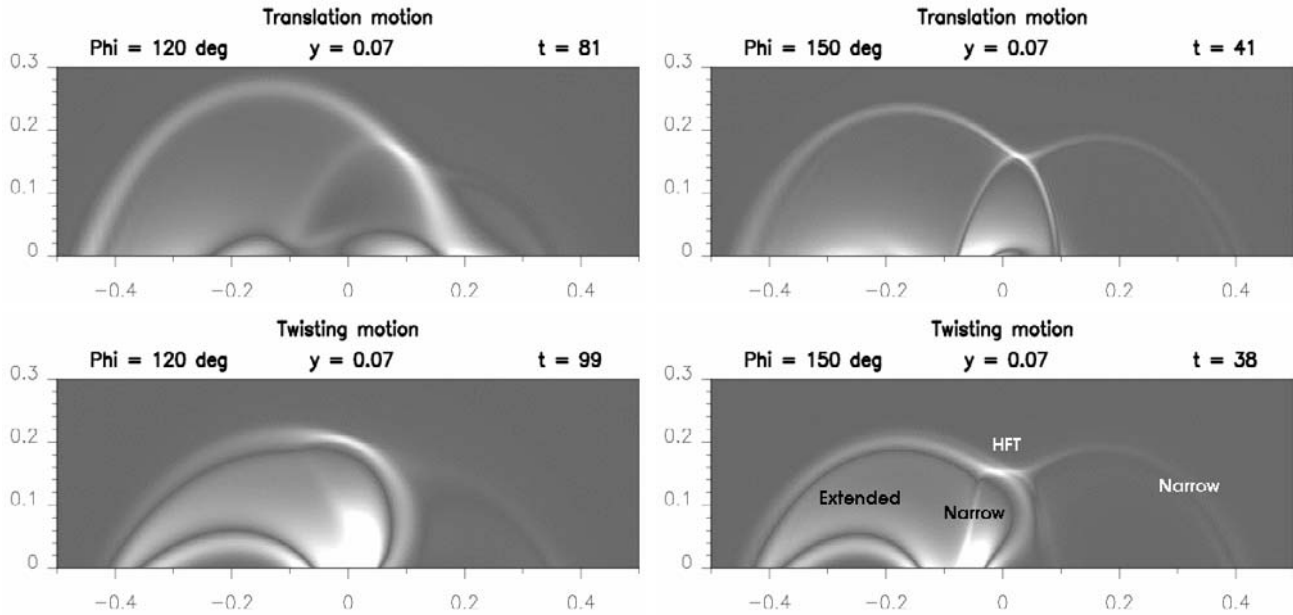 Translation motion
Phi = 120 deg y = 0.07 t = 81
0.3
0.2
0.1
0
−0.4 −0.2 0 0.2 0.4
Translation motion
Phi = 150 deg y = 0.07 t = 41
0.3
0.2
0.1
0
−0.4 −0.2 0 0.2 0.4
Twisting motion
Phi = 120 deg y = 0.07 t = 99
0.3
0.2
0.1
0
−0.4 −0.2 0 0.2 0.4
Twisting motion
Phi = 150 deg y = 0.07 t = 38
0.3
0.2
HFT
Extended
Narrow
Narrow
0.1
0
−0.4 −0.2 0 0.2 0.4